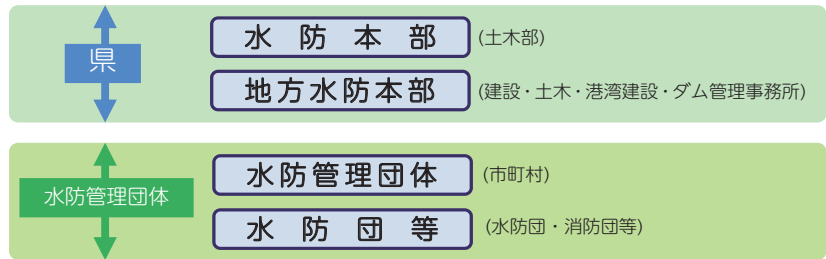 県
水防本部 (土木部)
地方水防本部 (建設・土木・港湾建設・ダム管理事務所)
水防管理団体
水防管理団体 (市町村)
水防団等 (水防団・消防団等)